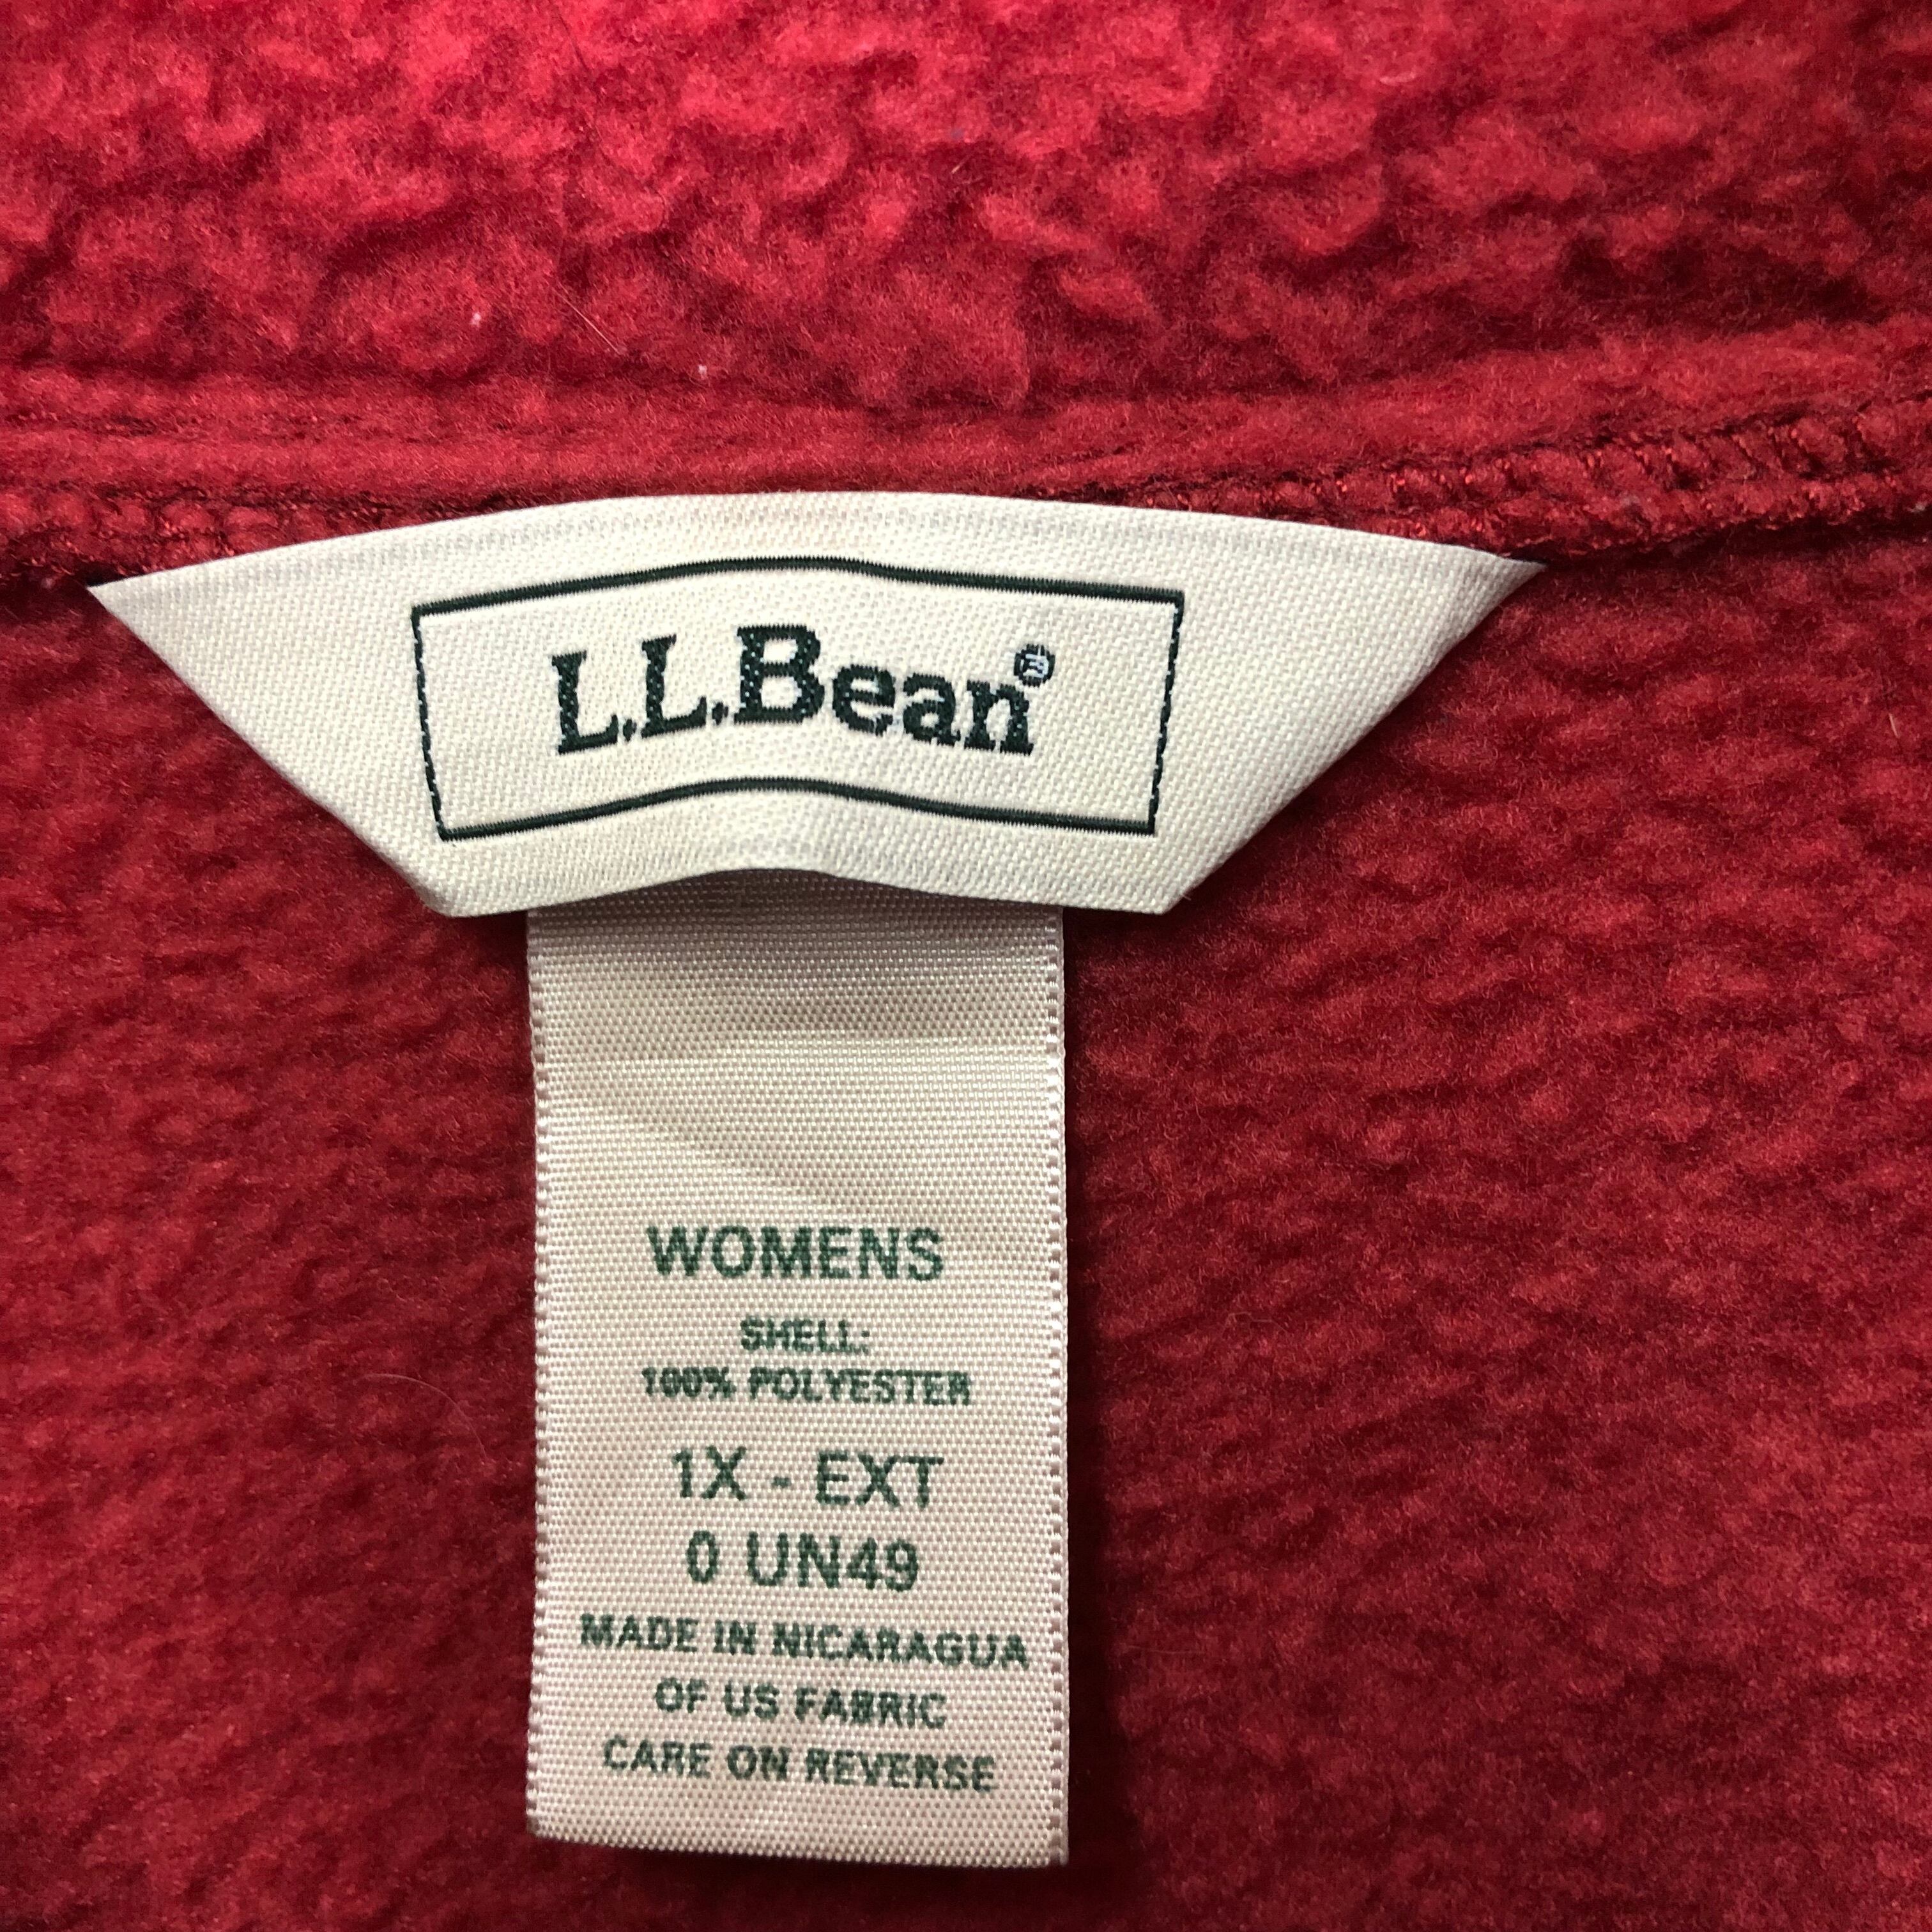 L.L.Bean®
WOMENS
SHELL:
100% POLYESTER
1X - EXT
0 UN49
MADE IN NICARAGUA
OF US FABRIC
CARE ON REVERSE